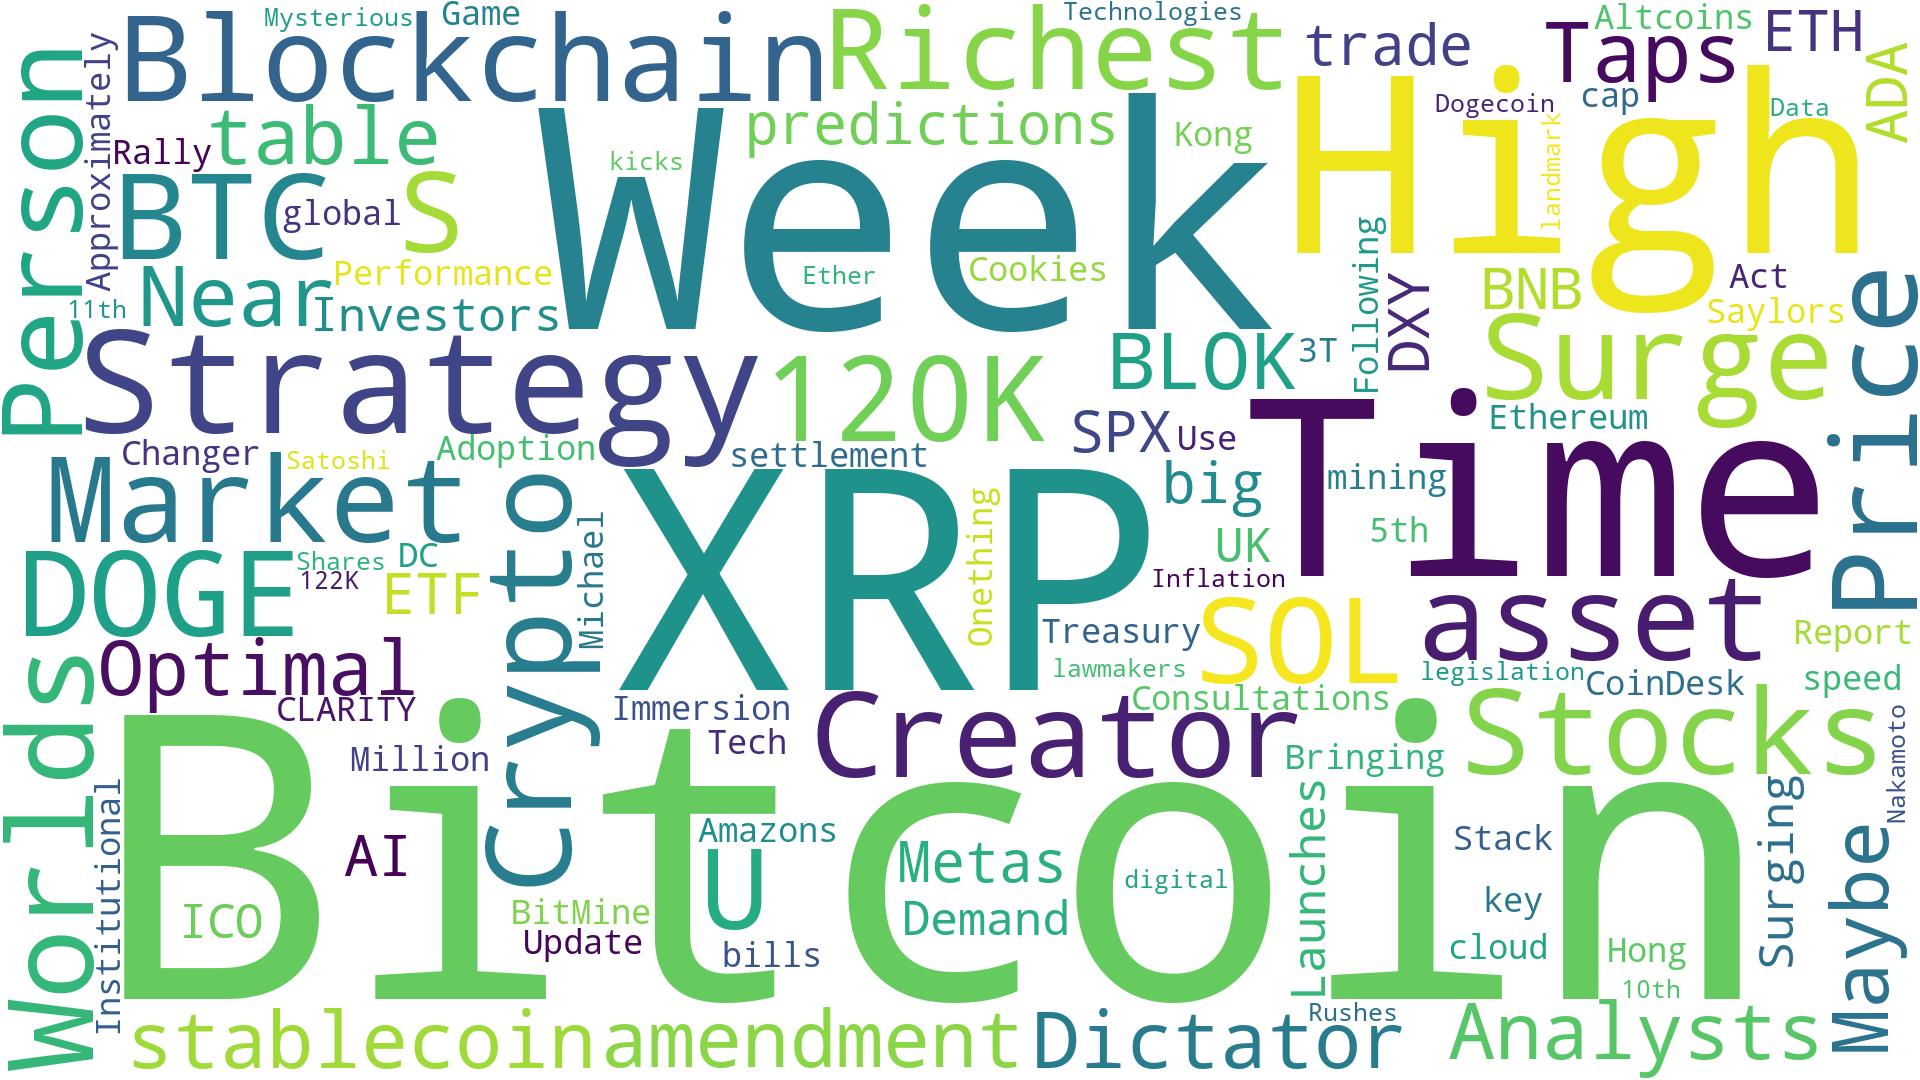 Mysterious
Game
Technologies
Altcoins
ETH
Blockchain
Richest
trade
Taps
ADA
Person
Approximately
Rally
table
predictions
Kong
Dogecoin
cap
Data
High
Week
kicks
landmark
BTC
global
S
Near
Performance
Investors
11th
Ether
Cookies
Following
DXY
BNB
Act
Saylors
Price
Strategy
120K
BLOK
3T
Surge
SPX
Use
Ethereum
Time
Changer
Satoshi
Adoption
settlement
Market
Crypto
Michael
XRP
Onething
big
mining
UK
5th
DOGE
Shares
DC
122K
ETF
Inflation
Treasury
SOL
asset
Report
lawmakers
legislation
CoinDesk
speed
Optimal
CLARITY
Worlds
Immersion
Consultations
Tech
Creator
Bringing
Stocks
Nakamoto
Million
Bitcoin
Institutional
AI
Amazons
U
Metas
digital
Launches
Stack
Surging
Maybe
ICO
BitMine
Update
bills
Demand
key
cloud
Hong
10th
stablecoin
amendment
Dictator
Rushes
Analysts